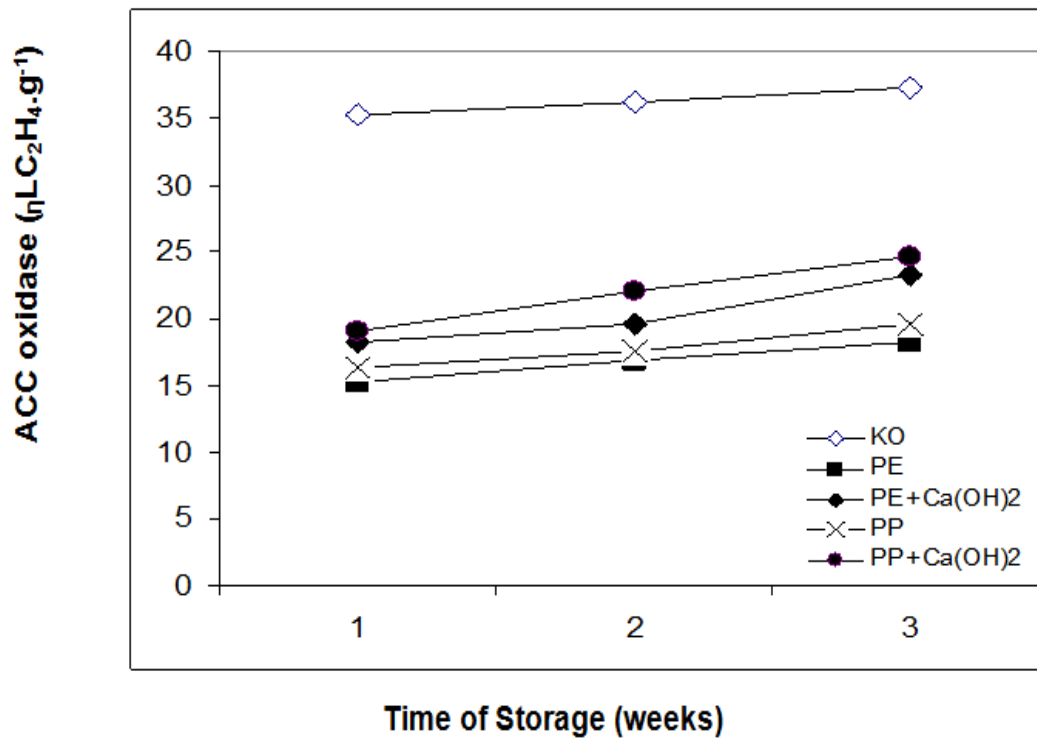 ACC oxidase (ηLC₂H₄.g⁻¹)
40
35
30
25
20
15
10
5
0
1 2 3
KO
PE
PE+Ca(OH)2
PP
PP+Ca(OH)2
Time of Storage (weeks)